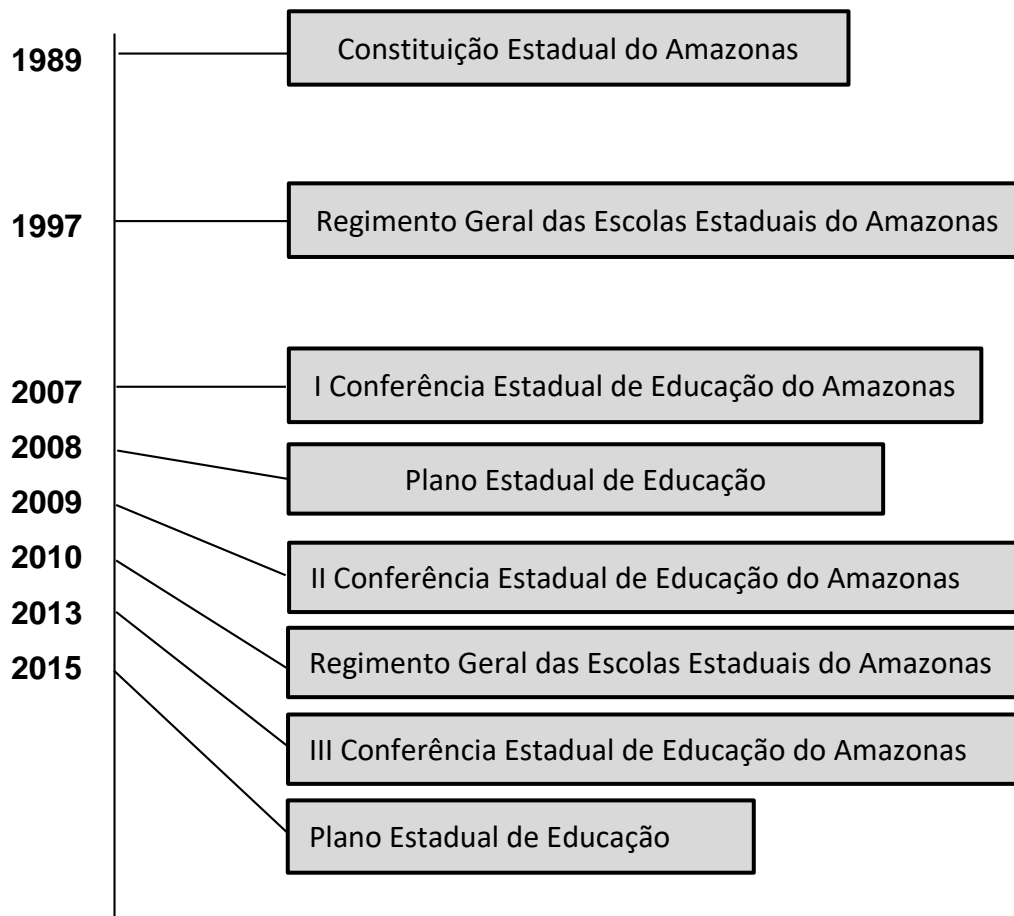 1989
Constituição Estadual do Amazonas
1997
Regimento Geral das Escolas Estaduais do Amazonas
2007
I Conferência Estadual de Educação do Amazonas
2008
Plano Estadual de Educação
2009
II Conferência Estadual de Educação do Amazonas
2010
Regimento Geral das Escolas Estaduais do Amazonas
2013
III Conferência Estadual de Educação do Amazonas
2015
Plano Estadual de Educação